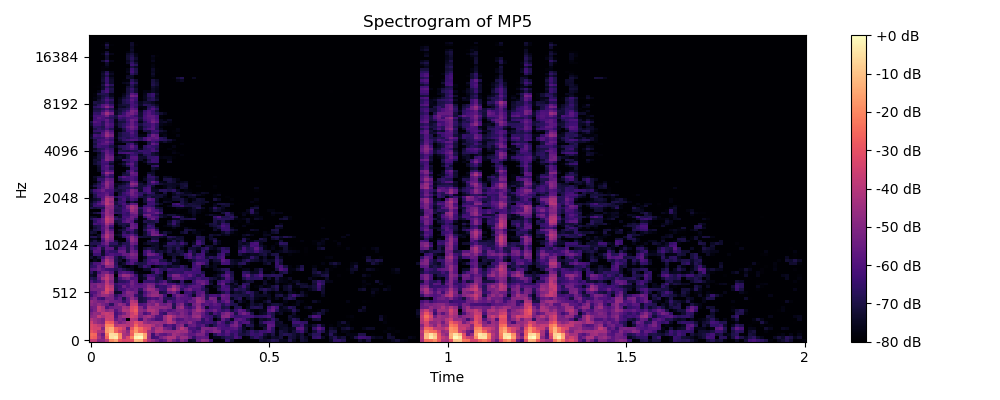 Spectrogram of MP5
16384
8192
4096
2048
1024
512
0
Hz
0
0.5
1
1.5
2
Time
+0 dB
-10 dB
-20 dB
-30 dB
-40 dB
-50 dB
-60 dB
-70 dB
-80 dB